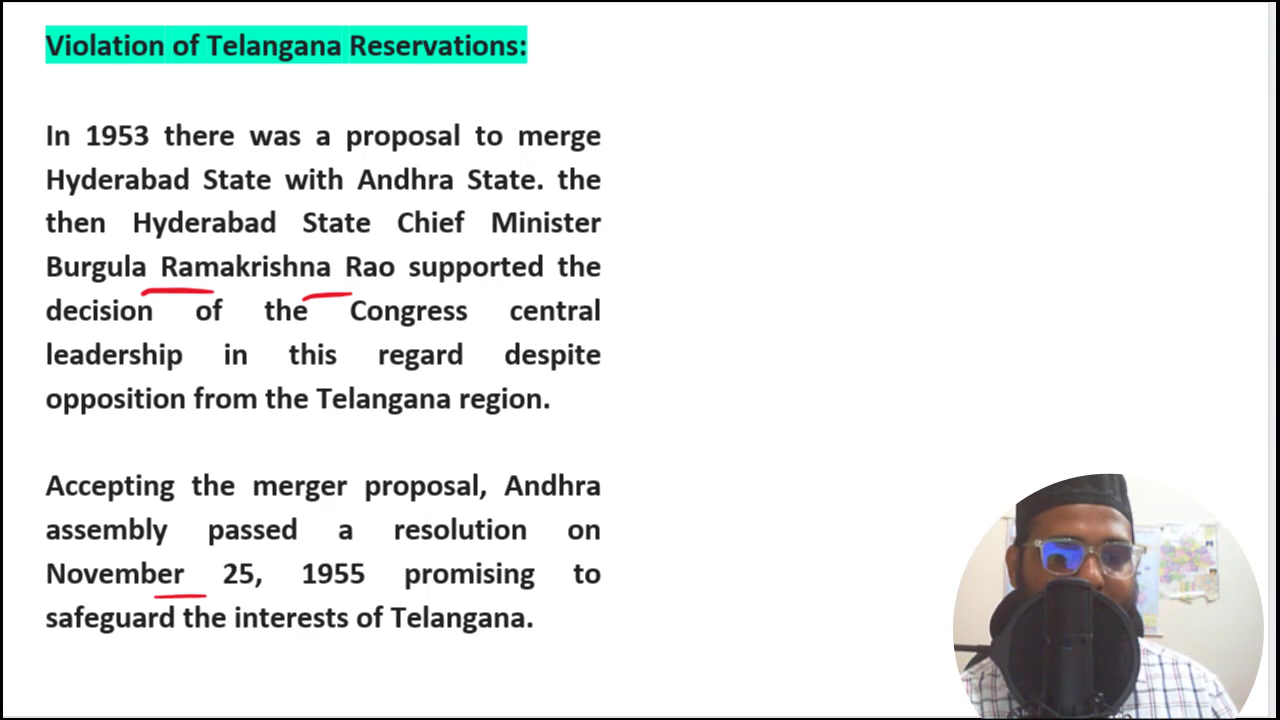 Violation of Telangana Reservations:
In 1953 there was a proposal to merge
Hyderabad State with Andhra State. the
then Hyderabad State Chief Minister
Burgula Ramakrishna Rao supported the
decision of the Congress central
leadership in this regard despite
opposition from the Telangana region.
Accepting the merger proposal, Andhra
assembly passed a resolution on
November 25, 1955 promising to
safeguard the interests of Telangana.